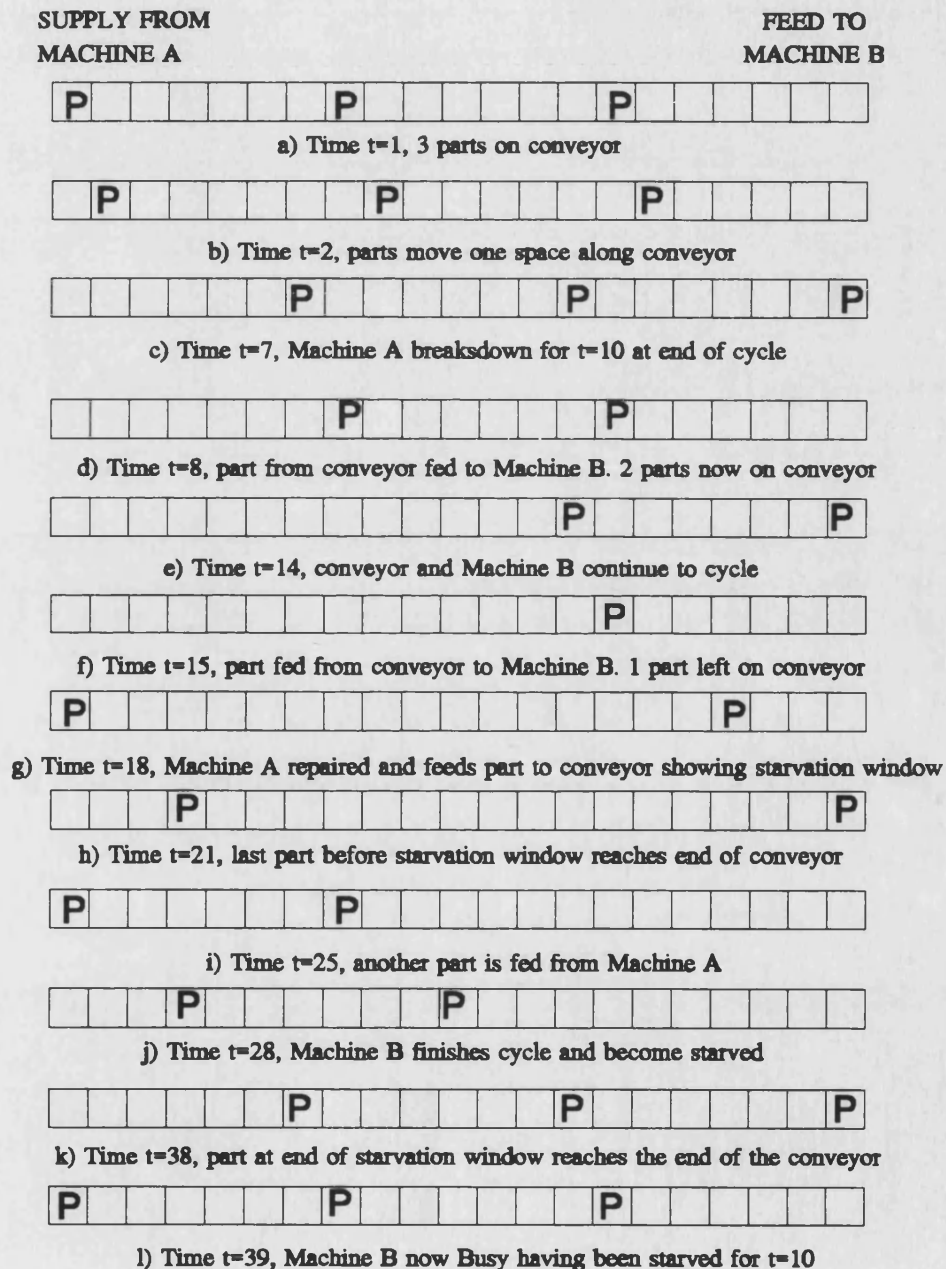 SUPPLY FROM
MACHINE A
FEED TO
MACHINE B
P P P
a) Time t=1, 3 parts on conveyor
P P P
b) Time t=2, parts move one space along conveyor
P P P
c) Time t=7, Machine A breaksdown for t=10 at end of cycle
P P
d) Time t=8, part from conveyor fed to Machine B. 2 parts now on conveyor
P P
e) Time t=14, conveyor and Machine B continue to cycle
P
f) Time t=15, part fed from conveyor to Machine B. 1 part left on conveyor
P P
g) Time t=18, Machine A repaired and feeds part to conveyor showing starvation window
P P
h) Time t=21, last part before starvation window reaches end of conveyor
P P
i) Time t=25, another part is fed from Machine A
P P
j) Time t=28, Machine B finishes cycle and become starved
P P P
k) Time t=38, part at end of starvation window reaches the end of the conveyor
P P P
l) Time t=39, Machine B now Busy having been starved for t=10